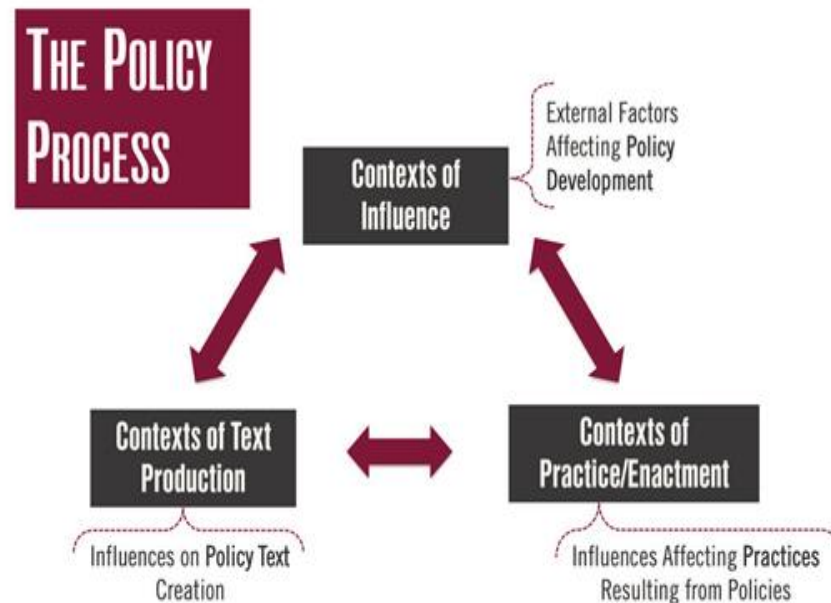 THE POLICY
PROCESS
External Factors
Affecting Policy
Development
Contexts of
Influence
Contexts of Text
Production
Contexts of
Practice/Enactment
Influences on Policy Text
Creation
Influences Affecting Practices
Resulting from Policies